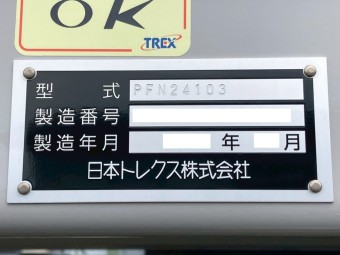 OK
TREX
型式 PFN24103
製造番号
製造年月 年 月
日本トレクス株式会社